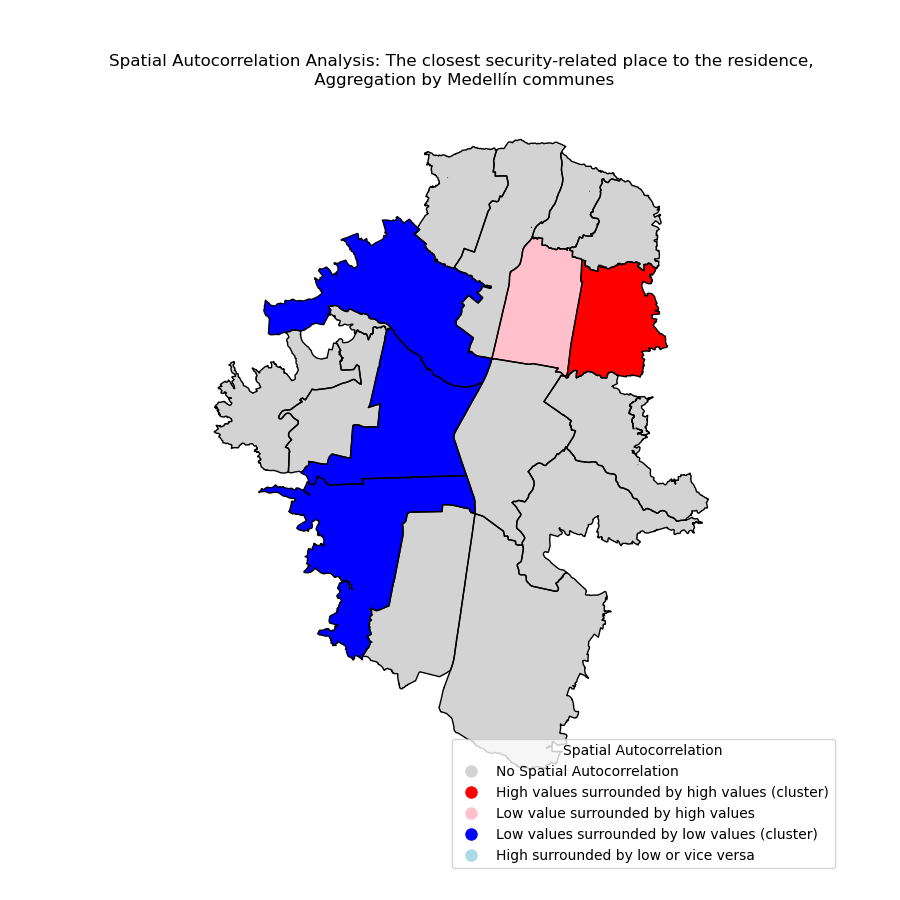 Spatial Autocorrelation Analysis: The closest security-related place to the residence,
Aggregation by Medellín communes
Spatial Autocorrelation
No Spatial Autocorrelation
High values surrounded by high values (cluster)
Low value surrounded by high values
Low values surrounded by low values (cluster)
High surrounded by low or vice versa